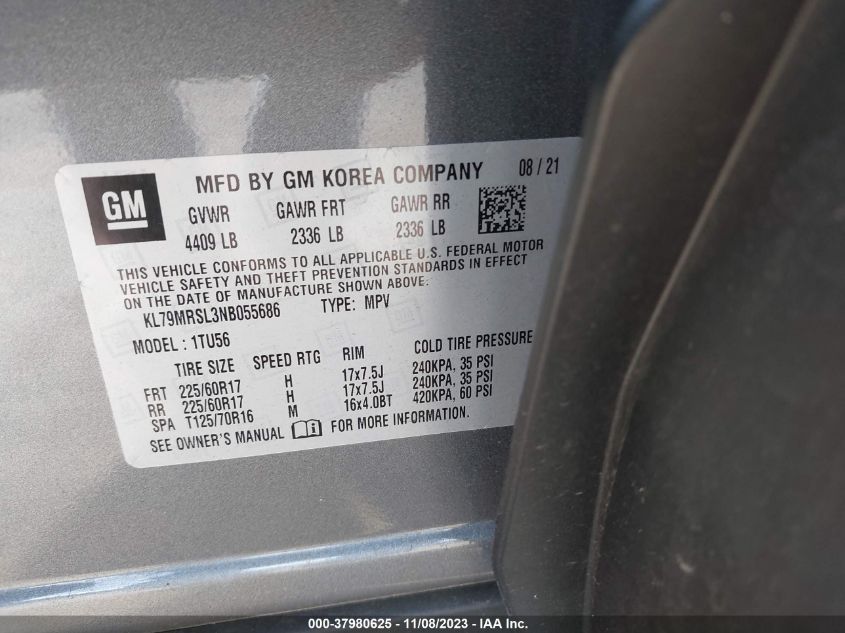 GM
MFD BY GM KOREA COMPANY 08 / 21
GVWR GAWR FRT GAWR RR
4409 LB 2336 LB 2336 LB
THIS VEHICLE CONFORMS TO ALL APPLICABLE U.S. FEDERAL MOTOR
VEHICLE SAFETY AND THEFT PREVENTION STANDARDS IN EFFECT
ON THE DATE OF MANUFACTURE SHOWN ABOVE.
KL79MRSL3NB055686 TYPE: MPV
MODEL : 1TU56
TIRE SIZE SPEED RTG RIM COLD TIRE PRESSURE
FRT 225/60R17 H 17x7.5J 240KPA, 35 PSI
RR 225/60R17 H 17x7.5J 240KPA, 35 PSI
SPA T125/70R16 M 16x4.0BT 420KPA, 60 PSI
SEE OWNER'S MANUAL i FOR MORE INFORMATION.
000-37980625 - 11/08/2023 - IAA Inc.